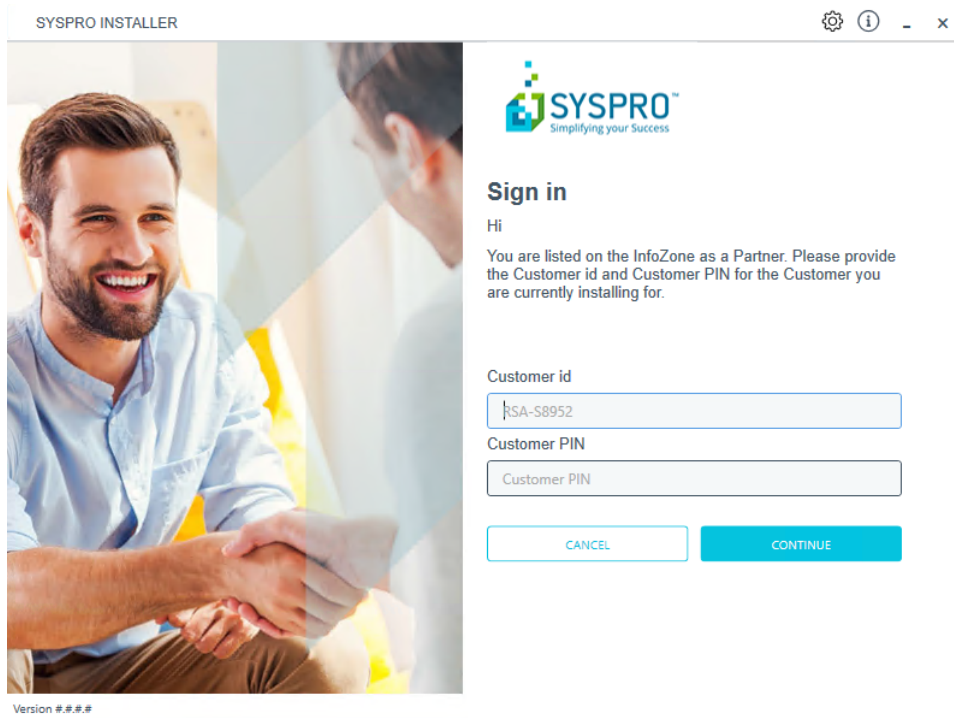 SYSPRO INSTALLER
SYSPRO™
Simplifying your Success
Sign in
Hi
You are listed on the InfoZone as a Partner. Please provide
the Customer id and Customer PIN for the Customer you
are currently installing for.
Customer id
RSA-S8952
Customer PIN
Customer PIN
CANCEL
CONTINUE
Version #.#.#.#